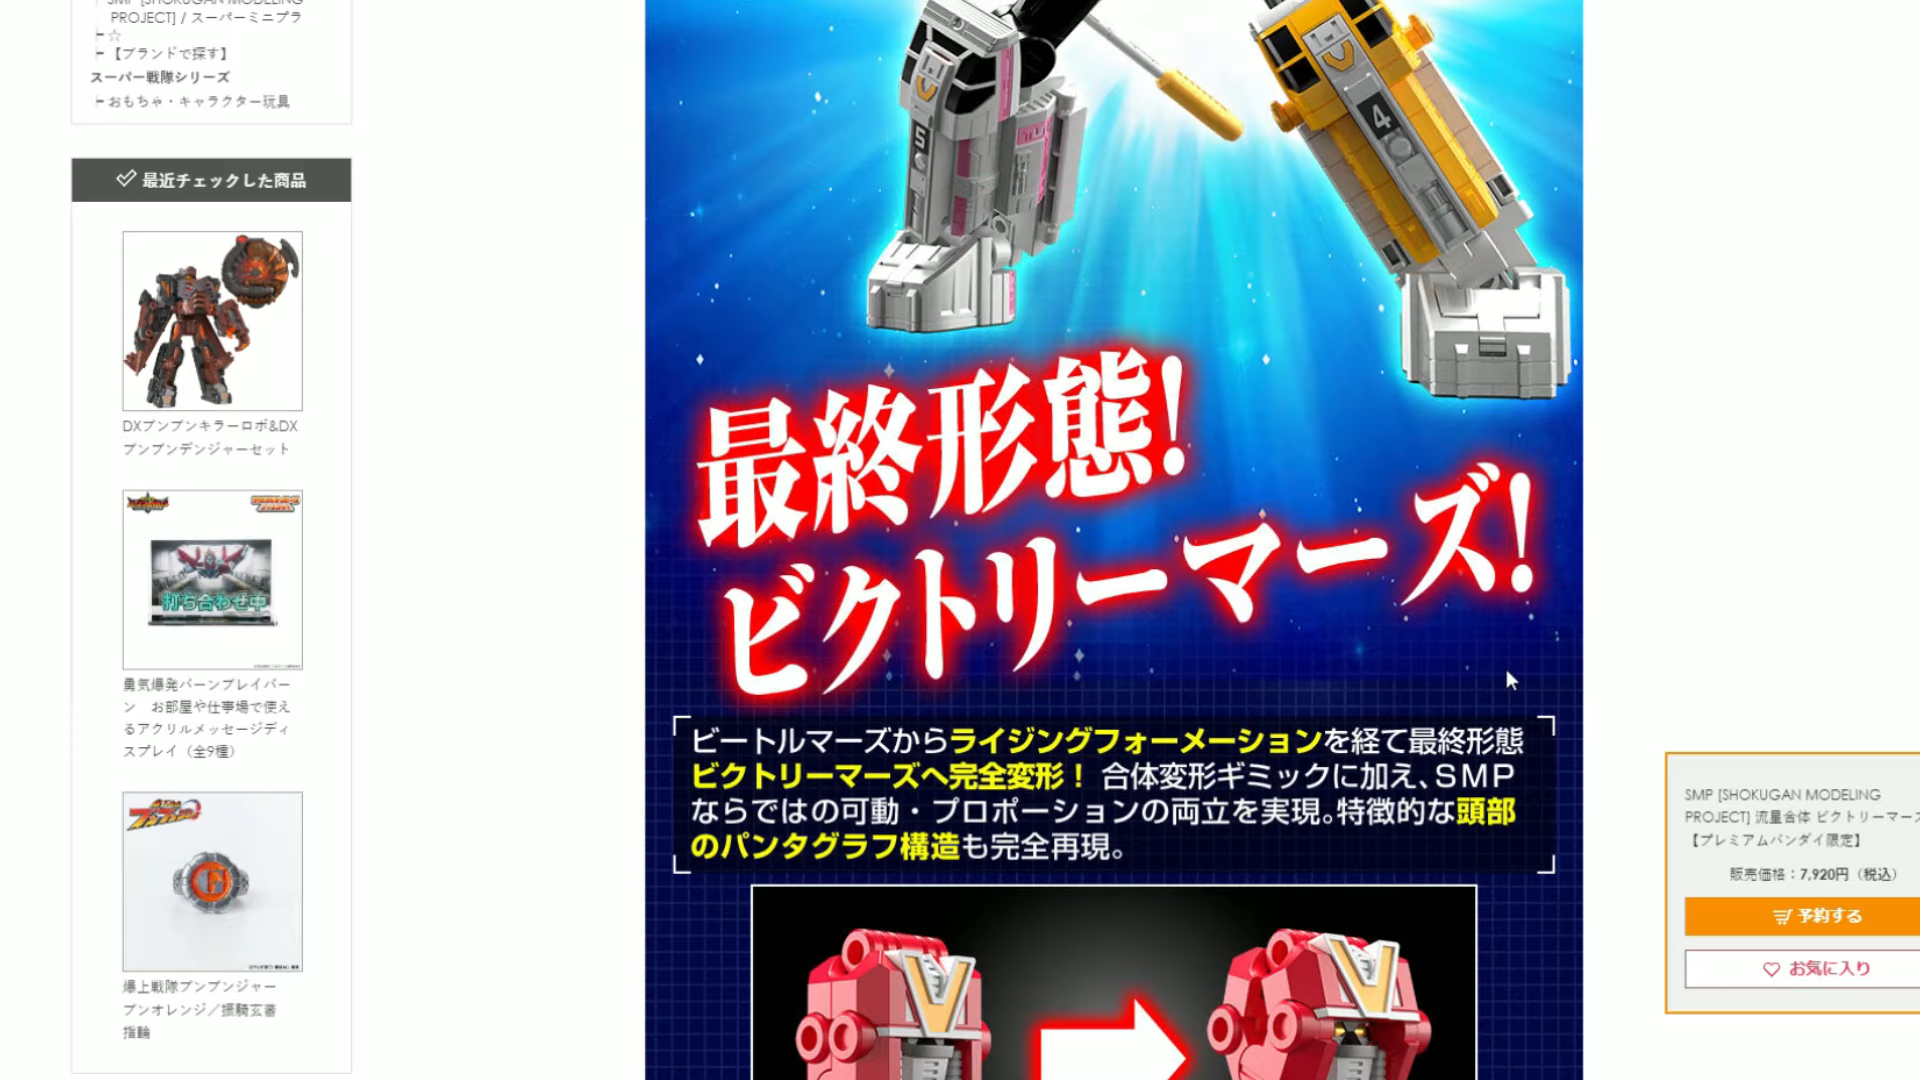 SMP [SHOKUGAN MODELING
PROJECT] / スーパーミニプラ
☆
【ブランドで探す】
スーパー戦隊シリーズ
おもちゃ・キャラクター玩具
最近チェックした商品
DXブンブンキラーロボ&DX
ブンブンデンジャーセット
打ち合わせ中
勇気爆発バーンブレイバー
ン お部屋や仕事場で使え
るアクリルメッセージディ
スプレイ（全9種）
爆上戦隊ブンブンジャー
ブンオレンジ／振騎玄蕃
指輪
5
4
最終形態!
ビクトリーマーズ!
ビートルマーズからライジングフォーメーションを経て最終形態
ビクトリーマーズへ完全変形！ 合体変形ギミックに加え、SMP
ならではの可動・プロポーションの両立を実現。特徴的な頭部
のパンタグラフ構造も完全再現。
SMP [SHOKUGAN MODELING
PROJECT] 流星合体 ビクトリーマーズ
【プレミアムバンダイ限定】
販売価格：7,920円（税込）
予約する
お気に入り